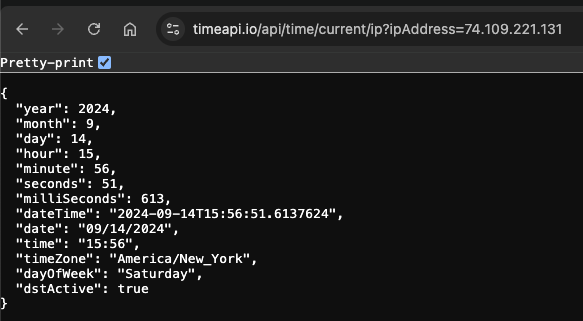 timeapi.io/api/time/current/ip?ipAddress=74.109.221.131
Pretty-print
{
  "year": 2024,
  "month": 9,
  "day": 14,
  "hour": 15,
  "minute": 56,
  "seconds": 51,
  "milliSeconds": 613,
  "dateTime": "2024-09-14T15:56:51.6137624",
  "date": "09/14/2024",
  "time": "15:56",
  "timeZone": "America/New_York",
  "dayOfWeek": "Saturday",
  "dstActive": true
}